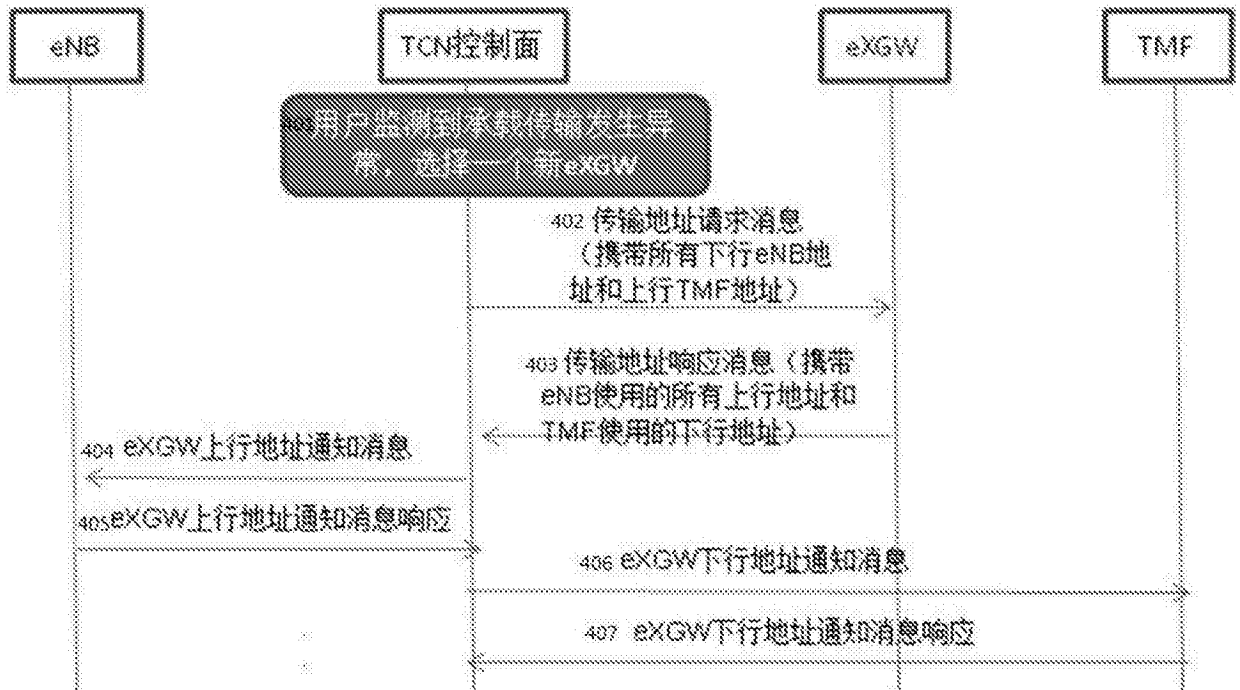 eNB
TCN控制面
eXGW
TMF
用户监测到承载传输发生异
常，选择一个新eXGW
402 传输地址请求消息
（携带所有下行eNB地
址和上行TMF地址）
403 传输地址响应消息（携带
eNB使用的所有上行地址和
TMF使用的下行地址）
404 eXGW上行地址通知消息
405eXGW上行地址通知消息响应
406 eXGW下行地址通知消息
407 eXGW下行地址通知消息响应